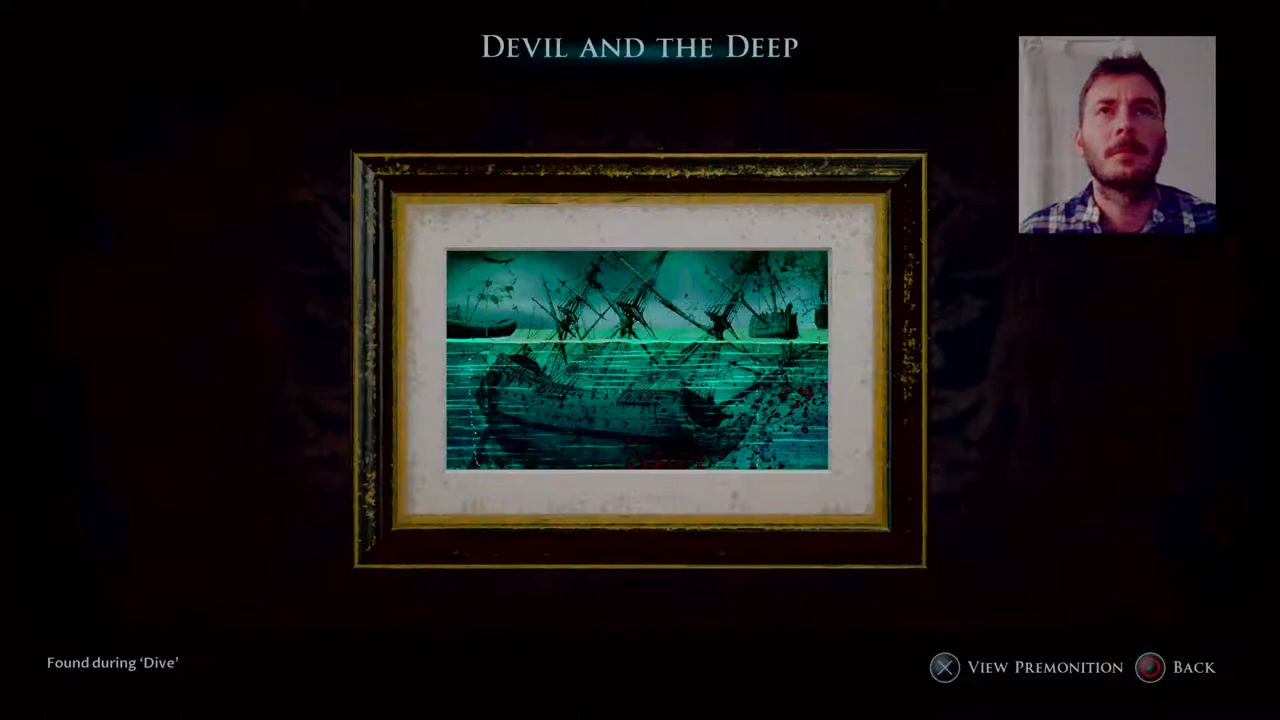 Devil and the Deep
Found during ‘Dive’
View Premonition
Back